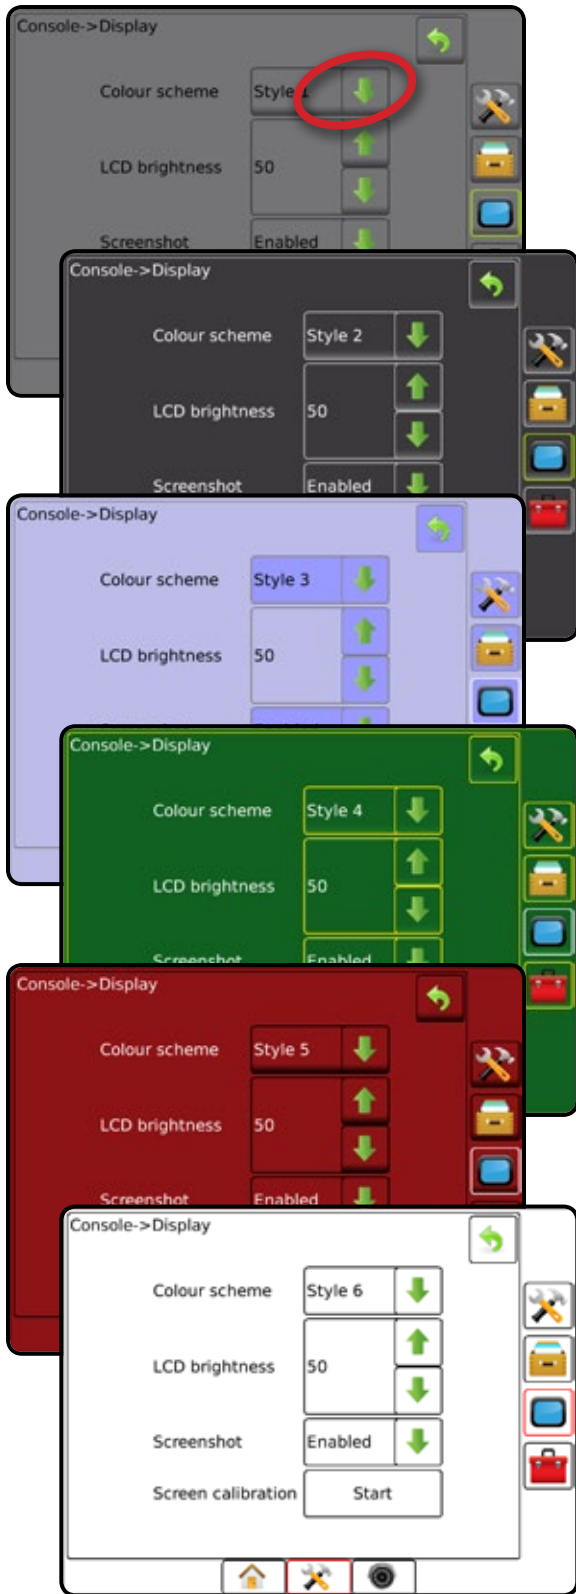 Console->Display
Colour scheme Style 1
LCD brightness 50
Screenshot Enabled
Console->Display
Colour scheme Style 2
LCD brightness 50
Screenshot Enabled
Console->Display
Colour scheme Style 3
LCD brightness 50
Console->Display
Colour scheme Style 4
LCD brightness 50
Screenshot Enabled
Console->Display
Colour scheme Style 5
LCD brightness 50
Screenshot Enabled
Console->Display
Colour scheme Style 6
LCD brightness 50
Screenshot Enabled
Screen calibration Start